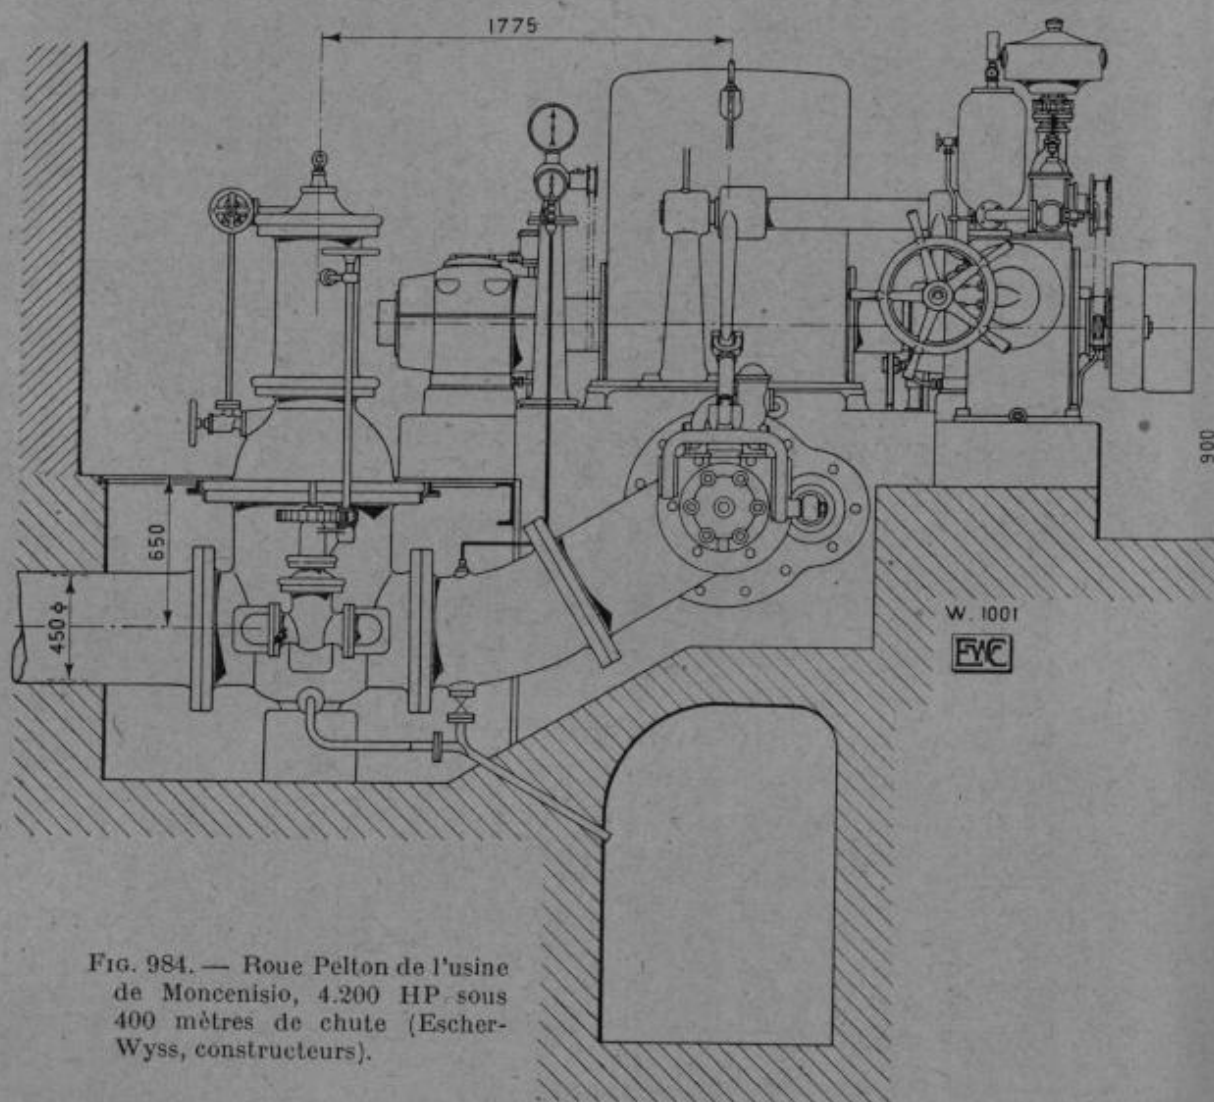 1775
900
650
450 ϕ
W. 1001
EWC
FIG. 984. — Roue Pelton de l'usine
de Moncenisio, 4.200 HP sous
400 mètres de chute (Escher-
Wyss, constructeurs).